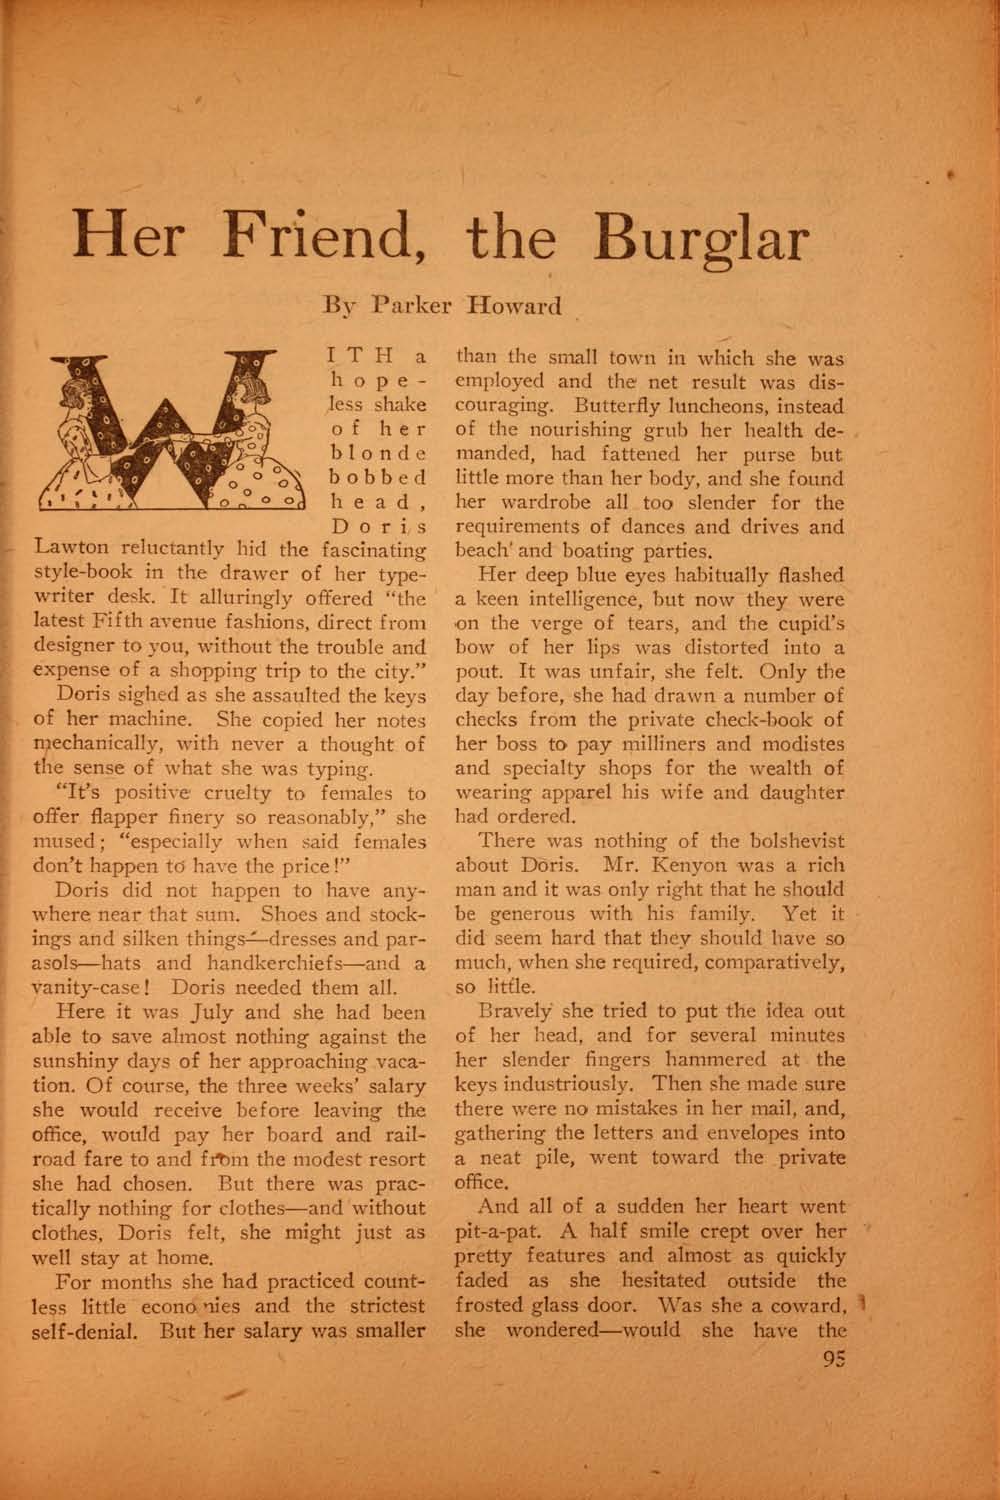 Her Friend, the Burglar
By Parker Howard
WITH a
hope-
less shake
of her
blonde
bobbed
head,
Doris
Lawton reluctantly hid the fascinating
style-book in the drawer of her type-
writer desk. It alluringly offered “the
latest Fifth avenue fashions, direct from
designer to you, without the trouble and
expense of a shopping trip to the city.”
Doris sighed as she assaulted the keys
of her machine. She copied her notes
mechanically, with never a thought of
the sense of what she was typing.
“It’s positive cruelty to females to
offer flapper finery so reasonably,” she
mused; “especially when said females
don’t happen to have the price!”
Doris did not happen to have any-
where near that sum. Shoes and stock-
ings and silken things—dresses and par-
asols—hats and handkerchiefs—and a
vanity-case! Doris needed them all.
Here it was July and she had been
able to save almost nothing against the
sunshiny days of her approaching vaca-
tion. Of course, the three weeks’ salary
she would receive before leaving the
office, would pay her board and rail-
road fare to and from the modest resort
she had chosen. But there was prac-
tically nothing for clothes—and without
clothes, Doris felt, she might just as
well stay at home.
For months she had practiced count-
less little economies and the strictest
self-denial. But her salary was smaller
than the small town in which she was
employed and the net result was dis-
couraging. Butterfly luncheons, instead
of the nourishing grub her health de-
manded, had fattened her purse but
little more than her body, and she found
her wardrobe all too slender for the
requirements of dances and drives and
beach and boating parties.
Her deep blue eyes habitually flashed
a keen intelligence, but now they were
on the verge of tears, and the cupid’s
bow of her lips was distorted into a
pout. It was unfair, she felt. Only the
day before, she had drawn a number of
checks from the private check-book of
her boss to pay milliners and modistes
and specialty shops for the wealth of
wearing apparel his wife and daughter
had ordered.
There was nothing of the bolshevist
about Doris. Mr. Kenyon was a rich
man and it was only right that he should
be generous with his family. Yet it
did seem hard that they should have so
much, when she required, comparatively,
so little.
Bravely she tried to put the idea out
of her head, and for several minutes
her slender fingers hammered at the
keys industriously. Then she made sure
there were no mistakes in her mail, and,
gathering the letters and envelopes into
a neat pile, went toward the private
office.
And all of a sudden her heart went
pit-a-pat. A half smile crept over her
pretty features and almost as quickly
faded as she hesitated outside the
frosted glass door. Was she a coward,
she wondered—would she have the
95